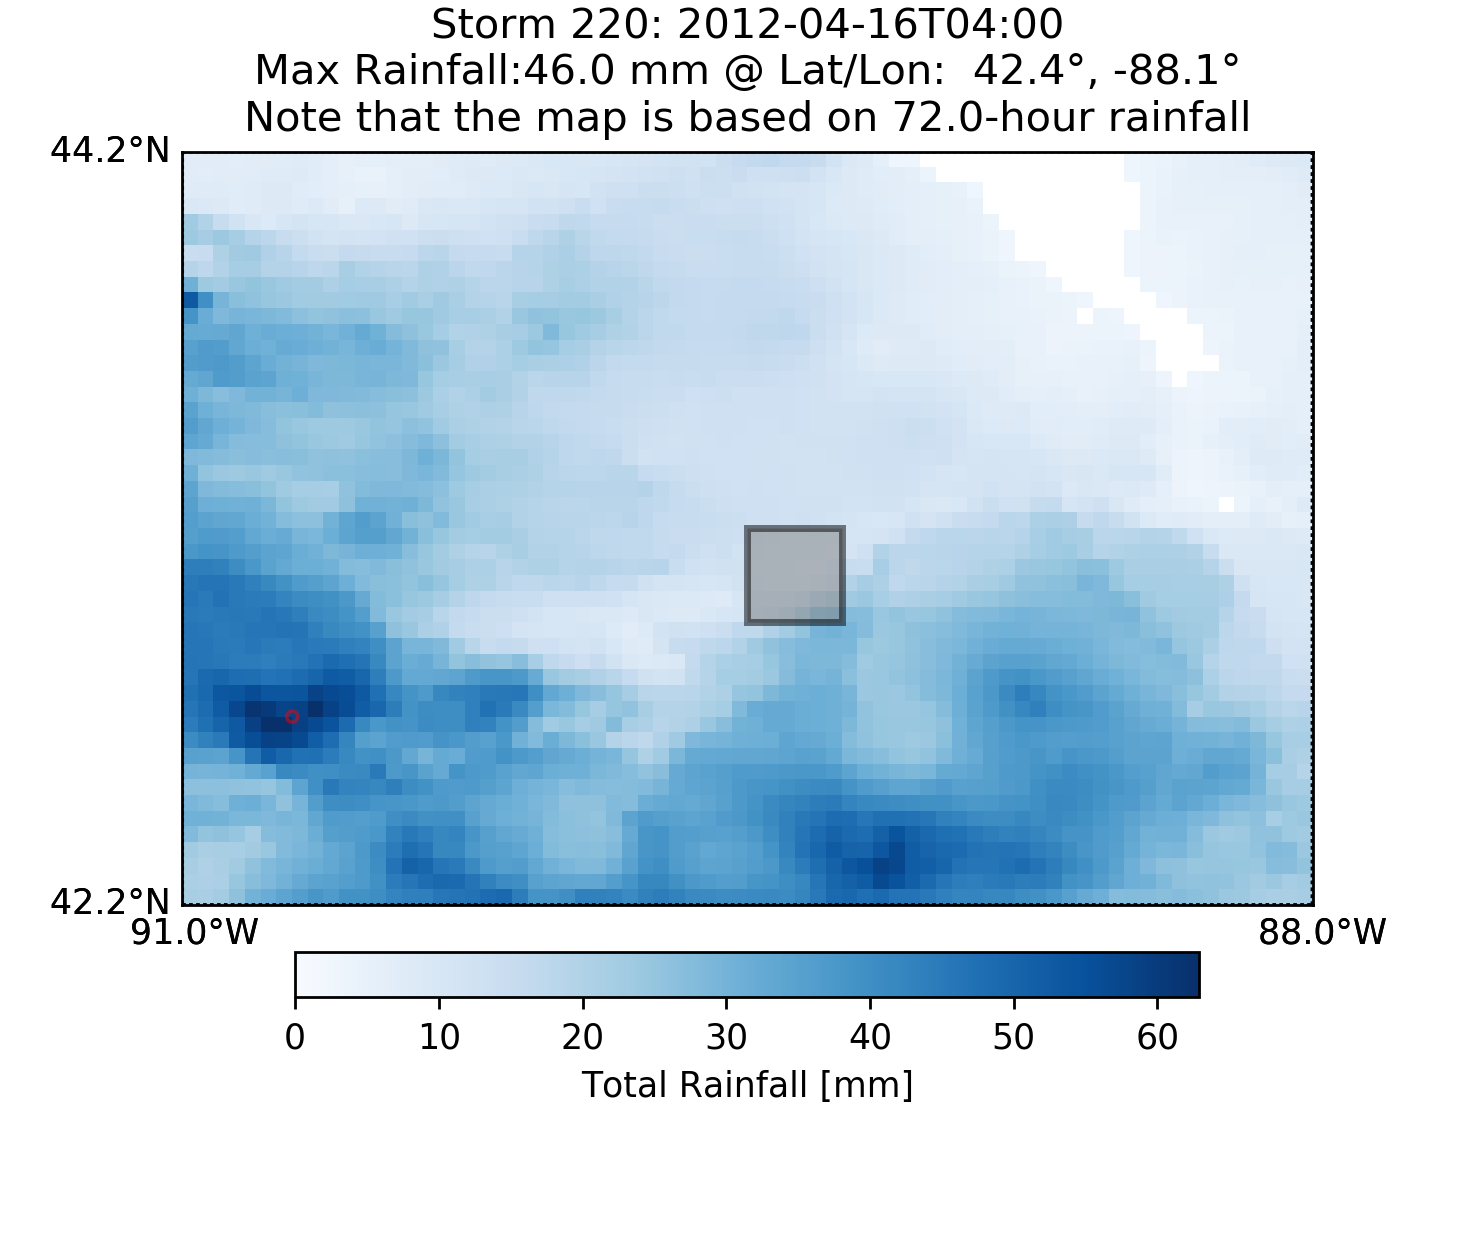 Storm 220: 2012-04-16T04:00
Max Rainfall:46.0 mm @ Lat/Lon:  42.4°, -88.1°
Note that the map is based on 72.0-hour rainfall
44.2°N
42.2°N
91.0°W 88.0°W
0 10 20 30 40 50 60
Total Rainfall [mm]